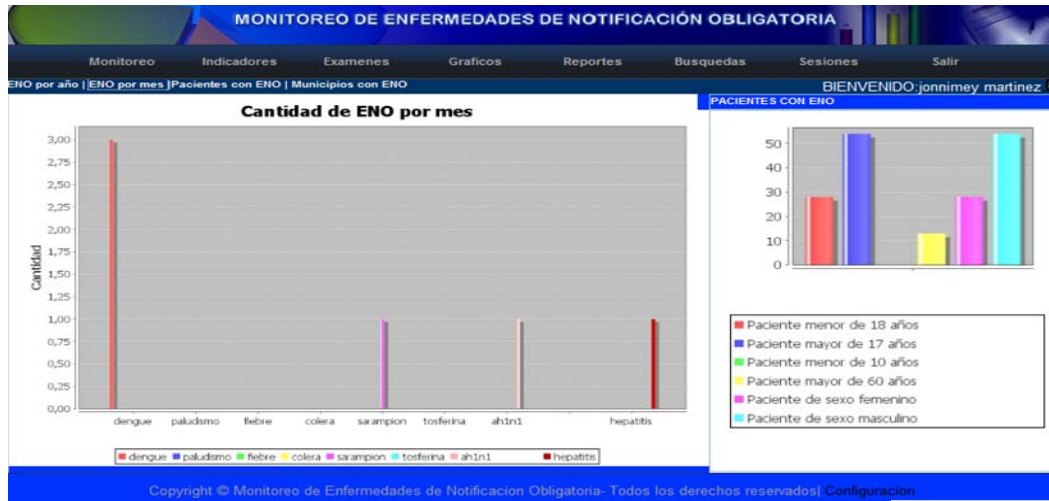 MONITOREO DE ENFERMEDADES DE NOTIFICACIÓN OBLIGATORIA
Monitoreo Indicadores Examenes Graficos Reportes Busquedas Sesiones Salir
ENO por año | ENO por mes |Pacientes con ENO | Municipios con ENO
BIENVENIDO:jonnimey martinez
Cantidad de ENO por mes
Cantidad
3,00
2,75
2,50
2,25
2,00
1,75
1,50
1,25
1,00
0,75
0,50
0,25
0,00
dengue paludismo fiebre colera sarampion tosferina ah1n1 hepatitis
dengue paludismo fiebre colera sarampion tosferina ah1n1 hepatitis
PACIENTES CON ENO
50
40
30
20
10
0
Paciente menor de 18 años
Paciente mayor de 17 años
Paciente menor de 10 años
Paciente mayor de 60 años
Paciente de sexo femenino
Paciente de sexo masculino
Copyright © Monitoreo de Enfermedades de Notificacion Obligatoria- Todos los derechos reservados| Configuracion